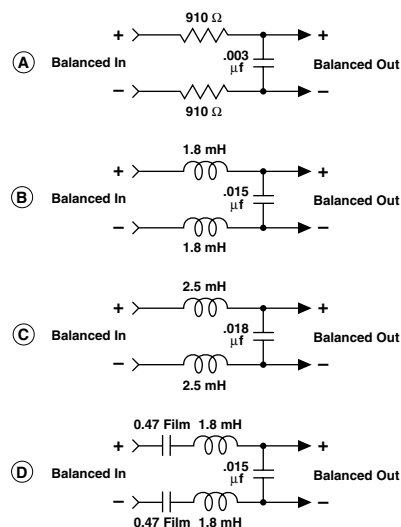 910 Ω
+ +
.003
A Balanced In μf Balanced Out
− −
910 Ω
1.8 mH
+ +
.015
B Balanced In μf Balanced Out
− −
1.8 mH
2.5 mH
+ +
.018
C Balanced In μf Balanced Out
− −
2.5 mH
0.47 Film 1.8 mH
+ +
.015
D Balanced In μf Balanced Out
− −
0.47 Film 1.8 mH